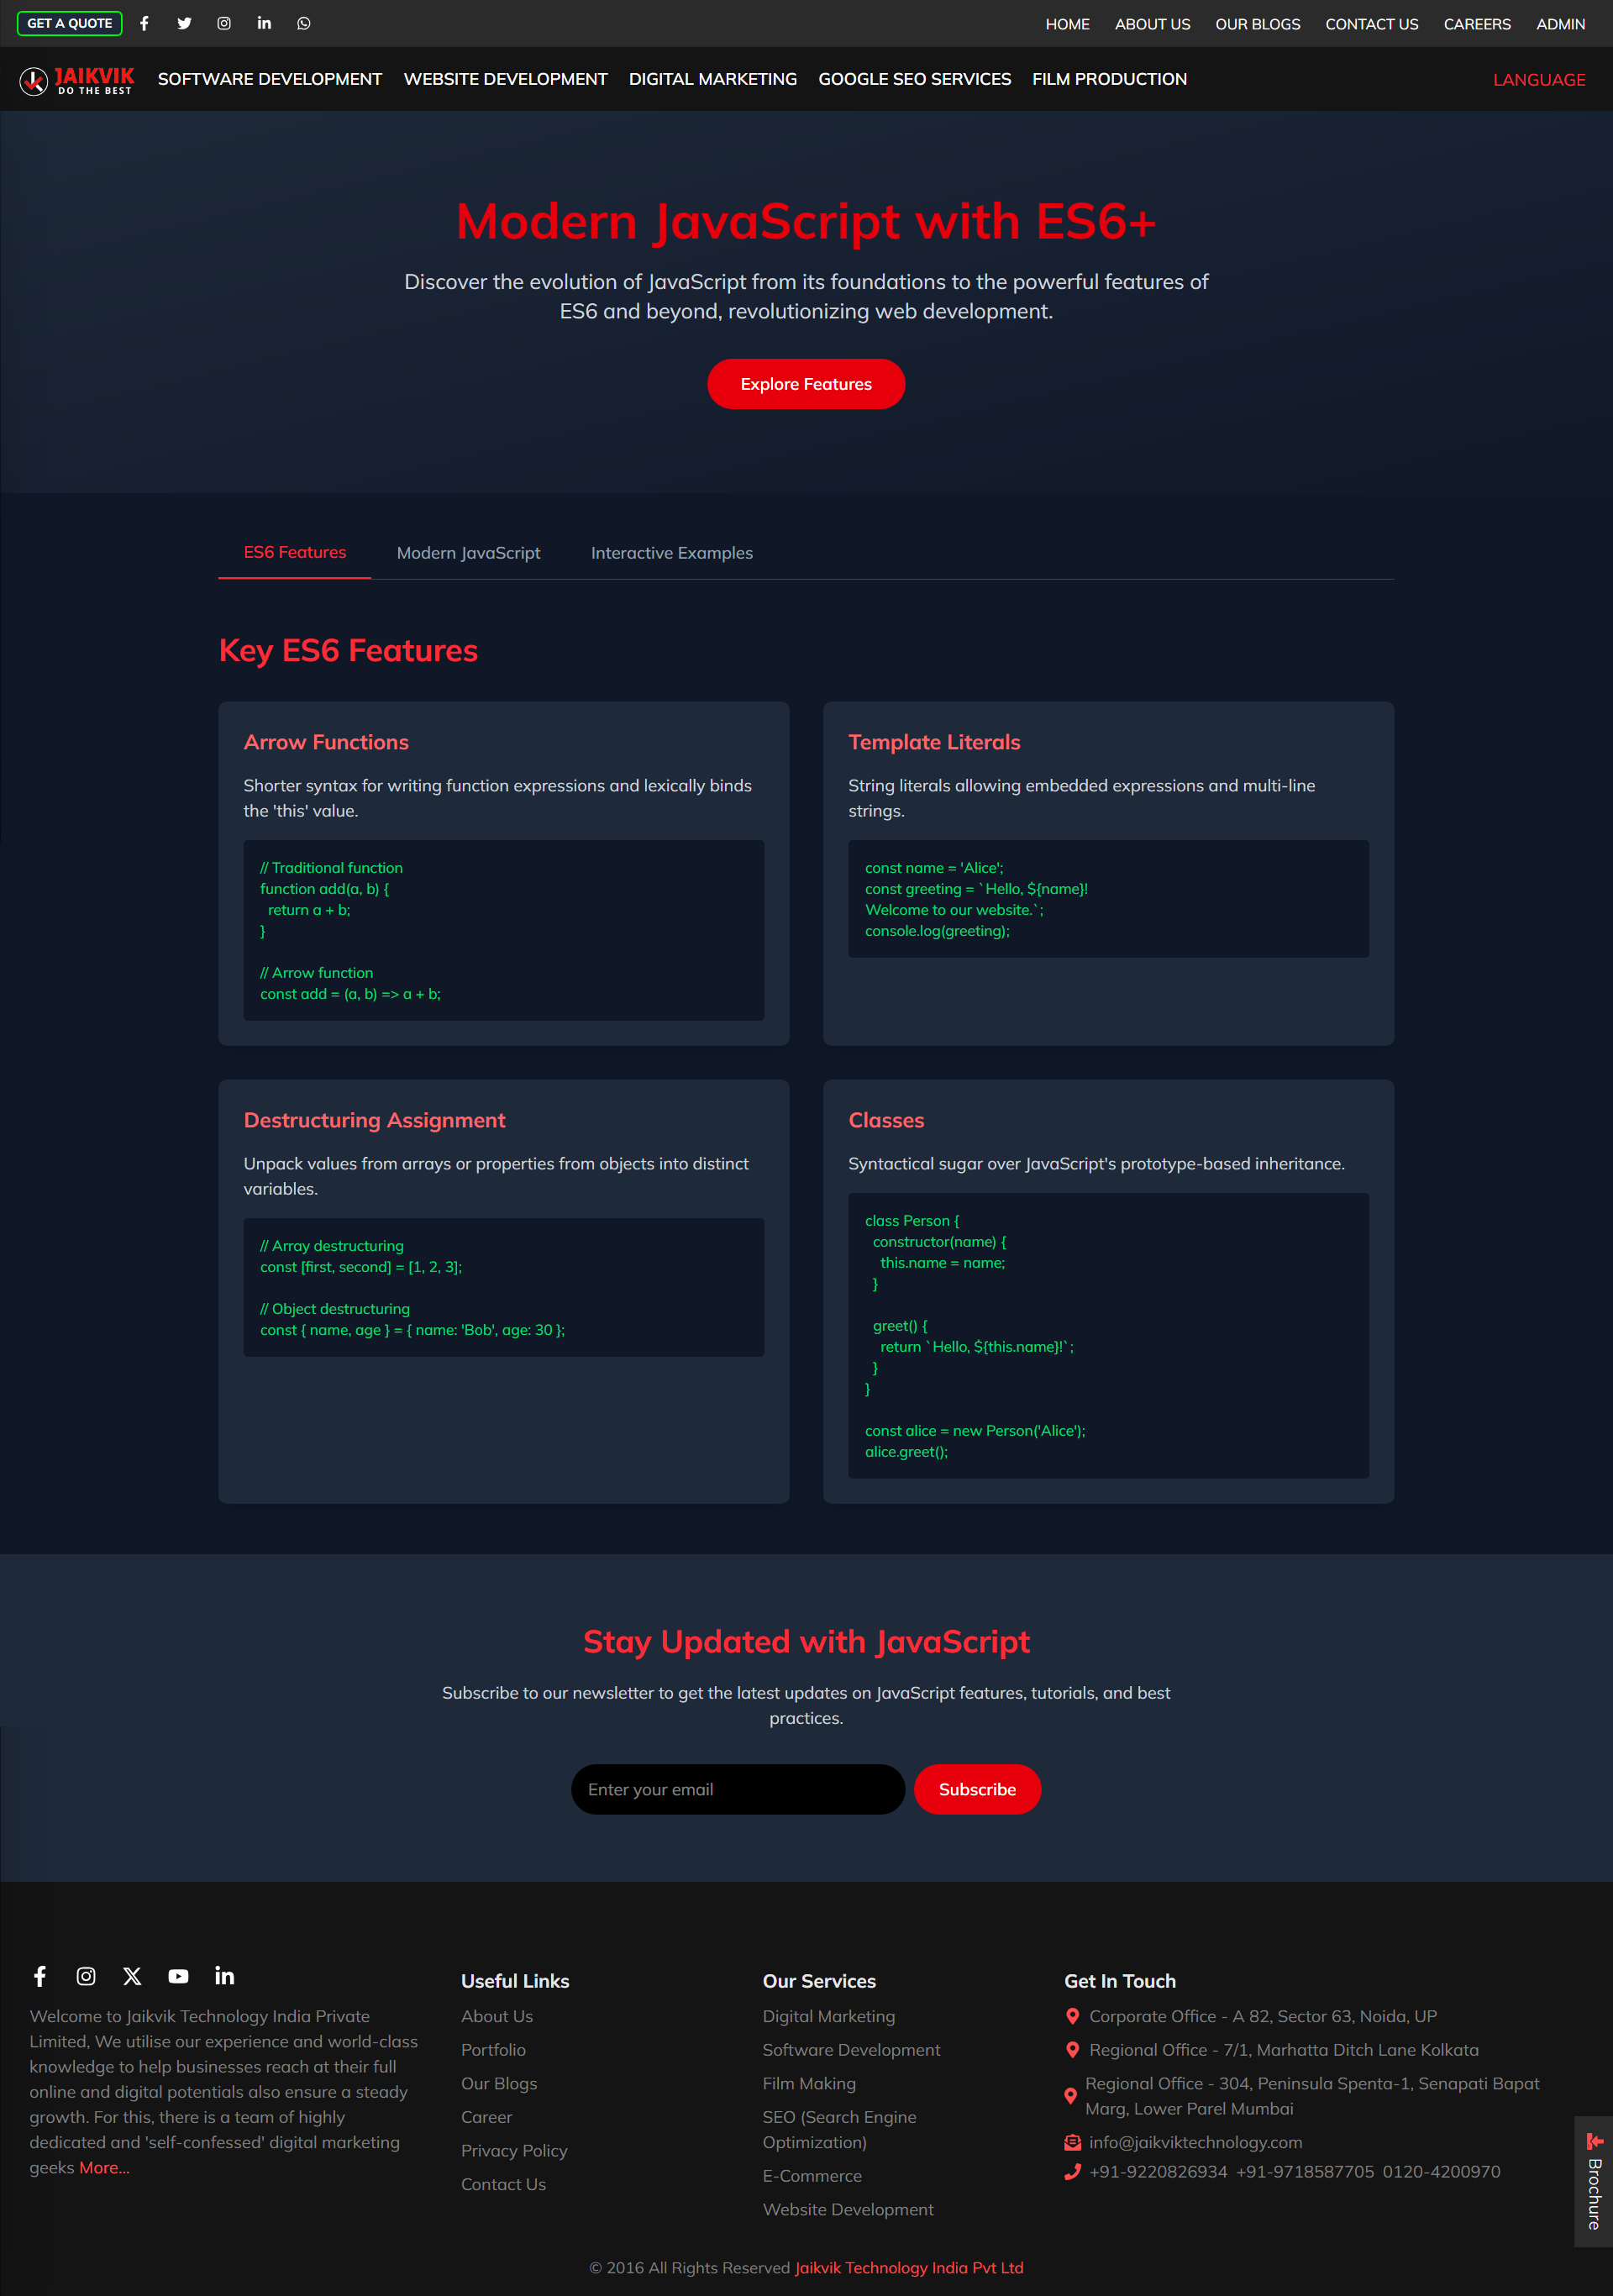 GET A QUOTE
HOME ABOUT US OUR BLOGS CONTACT US CAREERS ADMIN
JAIKVIK
DO THE BEST
SOFTWARE DEVELOPMENT WEBSITE DEVELOPMENT DIGITAL MARKETING GOOGLE SEO SERVICES FILM PRODUCTION
LANGUAGE
Modern JavaScript with ES6+
Discover the evolution of JavaScript from its foundations to the powerful features of
ES6 and beyond, revolutionizing web development.
Explore Features
ES6 Features Modern JavaScript Interactive Examples
Key ES6 Features
Arrow Functions
Shorter syntax for writing function expressions and lexically binds
the 'this' value.
// Traditional function
function add(a, b) {
  return a + b;
}
// Arrow function
const add = (a, b) => a + b;
Template Literals
String literals allowing embedded expressions and multi-line
strings.
const name = 'Alice';
const greeting = `Hello, ${name}!
Welcome to our website.`;
console.log(greeting);
Destructuring Assignment
Unpack values from arrays or properties from objects into distinct
variables.
// Array destructuring
const [first, second] = [1, 2, 3];
// Object destructuring
const { name, age } = { name: 'Bob', age: 30 };
Classes
Syntactical sugar over JavaScript's prototype-based inheritance.
class Person {
  constructor(name) {
    this.name = name;
  }
  greet() {
    return `Hello, ${this.name}!`;
  }
}
const alice = new Person('Alice');
alice.greet();
Stay Updated with JavaScript
Subscribe to our newsletter to get the latest updates on JavaScript features, tutorials, and best
practices.
Enter your email
Subscribe
Welcome to Jaikvik Technology India Private
Limited, We utilise our experience and world-class
knowledge to help businesses reach at their full
online and digital potentials also ensure a steady
growth. For this, there is a team of highly
dedicated and 'self-confessed' digital marketing
geeks More...
Useful Links
About Us
Portfolio
Our Blogs
Career
Privacy Policy
Contact Us
Our Services
Digital Marketing
Software Development
Film Making
SEO (Search Engine
Optimization)
E-Commerce
Website Development
Get In Touch
Corporate Office - A 82, Sector 63, Noida, UP
Regional Office - 7/1, Marhatta Ditch Lane Kolkata
Regional Office - 304, Peninsula Spenta-1, Senapati Bapat
Marg, Lower Parel Mumbai
info@jaikviktechnology.com
+91-9220826934 +91-9718587705 0120-4200970
Brochure
© 2016 All Rights Reserved Jaikvik Technology India Pvt Ltd